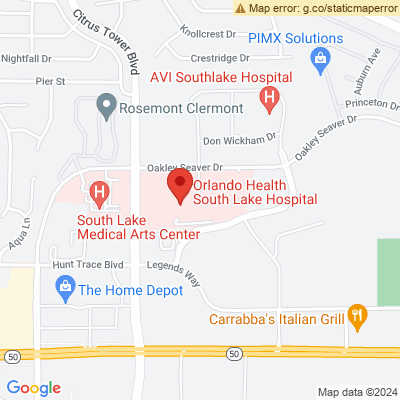 Map error: g.co/staticmaperror
Knollcrest Dr
Citrus Tower Blvd
Nightfall Dr
Crestridge Dr
PIMX Solutions
Auburn Ave
Pier St
AVI Southlake Hospital
H
Princeton Dr
Rosemont Clermont
Don Wickham Dr
Oakley Seaver Dr
Oakley Seaver Dr
Orlando Health
South Lake Hospital
H
South Lake
Medical Arts Center
Aqua Ln
Hunt Trace Blvd
Legends Way
The Home Depot
Carrabba's Italian Grill
50
50
50
Google
Map data ©2024